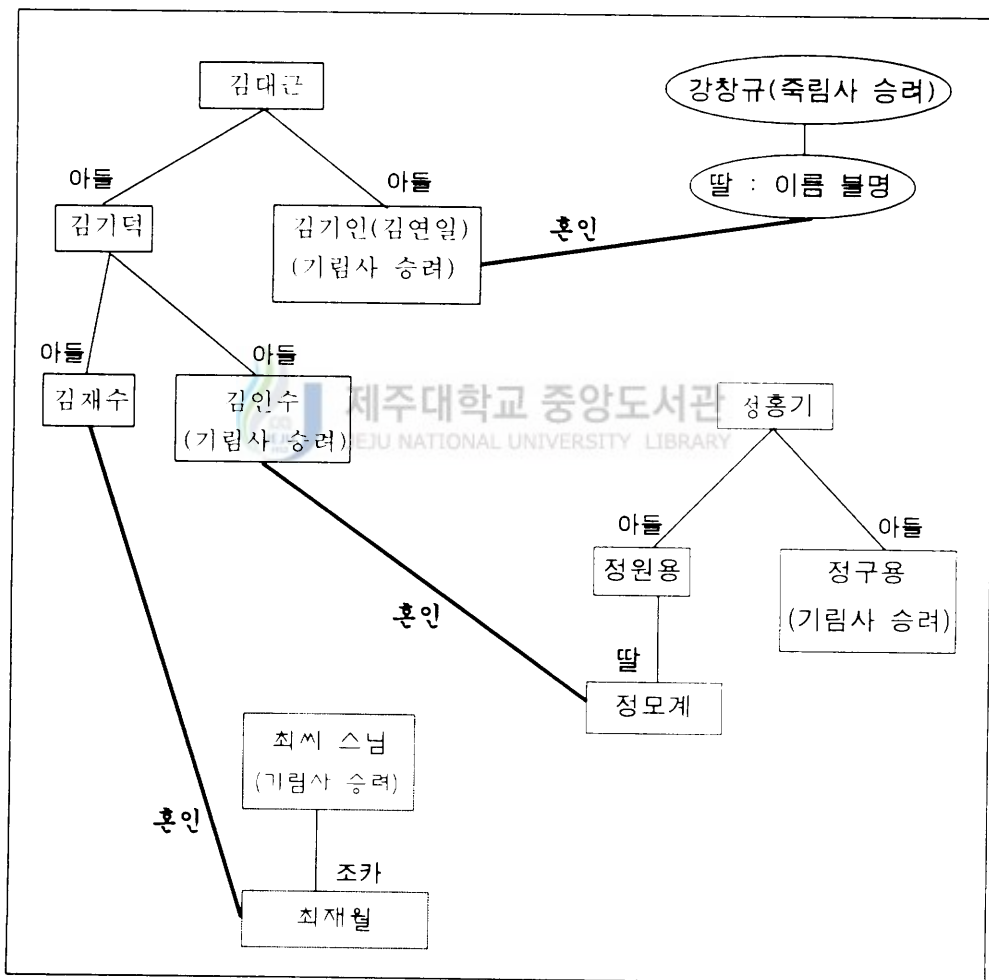 김대근
강창규(죽림사 승려)
아들
아들
딸 : 이름 불명
김기덕
김기인(김연일)
(기림사 승려)
혼인
아들
아들
김재수
김인수
(기림사 승려)
제주대학교 중앙도서관
JEJU NATIONAL UNIVERSITY LIBRARY
정홍기
아들
아들
정원용
정구용
(기림사 승려)
혼인
딸
정모계
최씨 스님
(기림사 승려)
혼인
조카
최재월